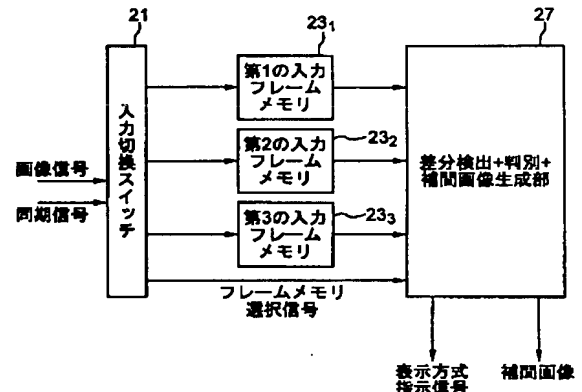 21
入力切換スイッチ
画像信号
同期信号
23₁
第1の入力
フレーム
メモリ
23₂
第2の入力
フレーム
メモリ
23₃
第3の入力
フレーム
メモリ
フレームメモリ
選択信号
27
差分検出+判別+
補間画像生成部
表示方式
指示信号
補間画像